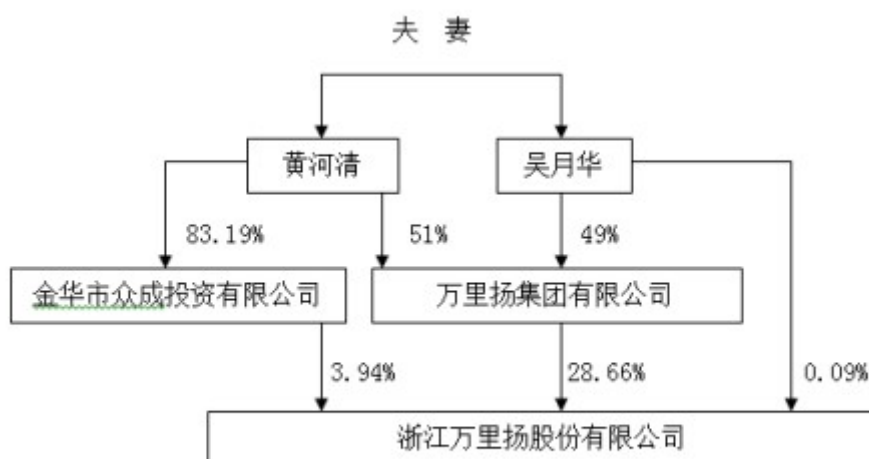 夫 妻
黄河清 吴月华
83.19% 51% 49%
金华市众成投资有限公司 万里扬集团有限公司
3.94% 28.66% 0.09%
浙江万里扬股份有限公司